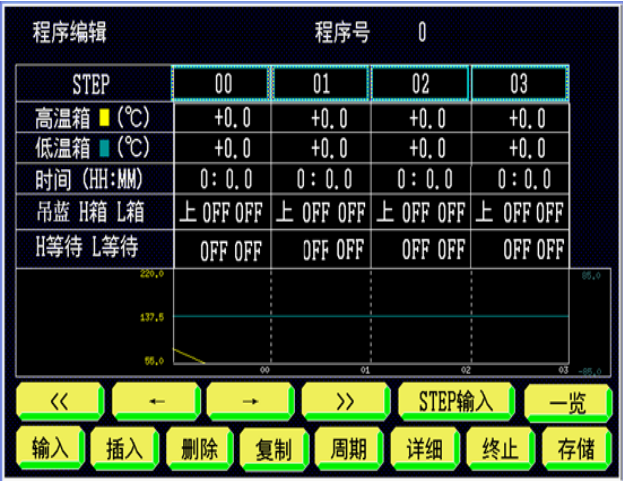 程序编辑 程序号 0
STEP 00 01 02 03
高温箱 (℃) +0.0 +0.0 +0.0 +0.0
低温箱 (℃) +0.0 +0.0 +0.0 +0.0
时间 (HH:MM) 0:0.0 0:0.0 0:0.0 0:0.0
吊蓝 H箱 L箱 上 OFF OFF 上 OFF OFF 上 OFF OFF 上 OFF OFF
H等待 L等待 OFF OFF OFF OFF OFF OFF OFF OFF
220.0 85.0
137.5
55.0 -85.0
00 01 02 03
<< ← → >> STEP输入 一览
输入 插入 删除 复制 周期 详细 终止 存储